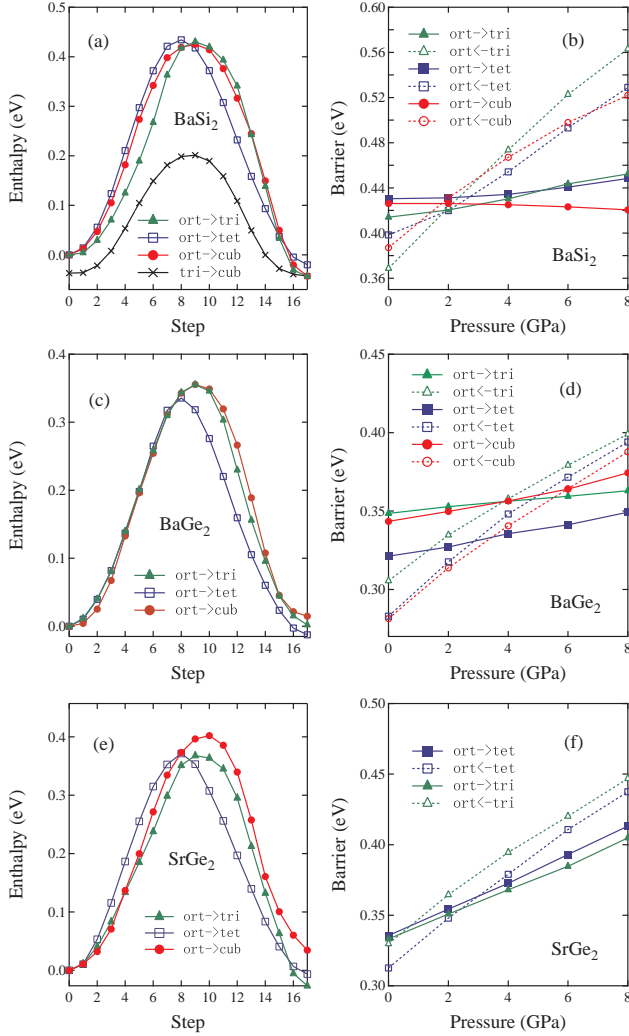 (a)
Enthalpy (eV)
0.5
0.4
0.3
0.2
0.1
0.0
BaSi2
ort->tri
ort->tet
ort->cub
tri->cub
0 2 4 6 8 10 12 14 16
Step
(b)
Barrier (eV)
0.60
0.56
0.52
0.48
0.44
0.40
0.36
ort->tri
ort<-tri
ort->tet
ort<-tet
ort->cub
ort<-cub
BaSi2
0 2 4 6 8
Pressure (GPa)
(c)
Enthalpy (eV)
0.4
0.3
0.2
0.1
0.0
BaGe2
ort->tri
ort->tet
ort->cub
0 2 4 6 8 10 12 14 16
Step
(d)
Barrier (eV)
0.45
0.40
0.35
0.30
ort->tri
ort<-tri
ort->tet
ort<-tet
ort->cub
ort<-cub
BaGe2
0 2 4 6 8
Pressure (GPa)
(e)
Enthalpy (eV)
0.4
0.3
0.2
0.1
0.0
SrGe2
ort->tri
ort->tet
ort->cub
0 2 4 6 8 10 12 14 16
Step
(f)
Barrier (eV)
0.50
0.45
0.40
0.35
0.30
ort->tet
ort<-tet
ort->tri
ort<-tri
SrGe2
0 2 4 6 8
Pressure (GPa)